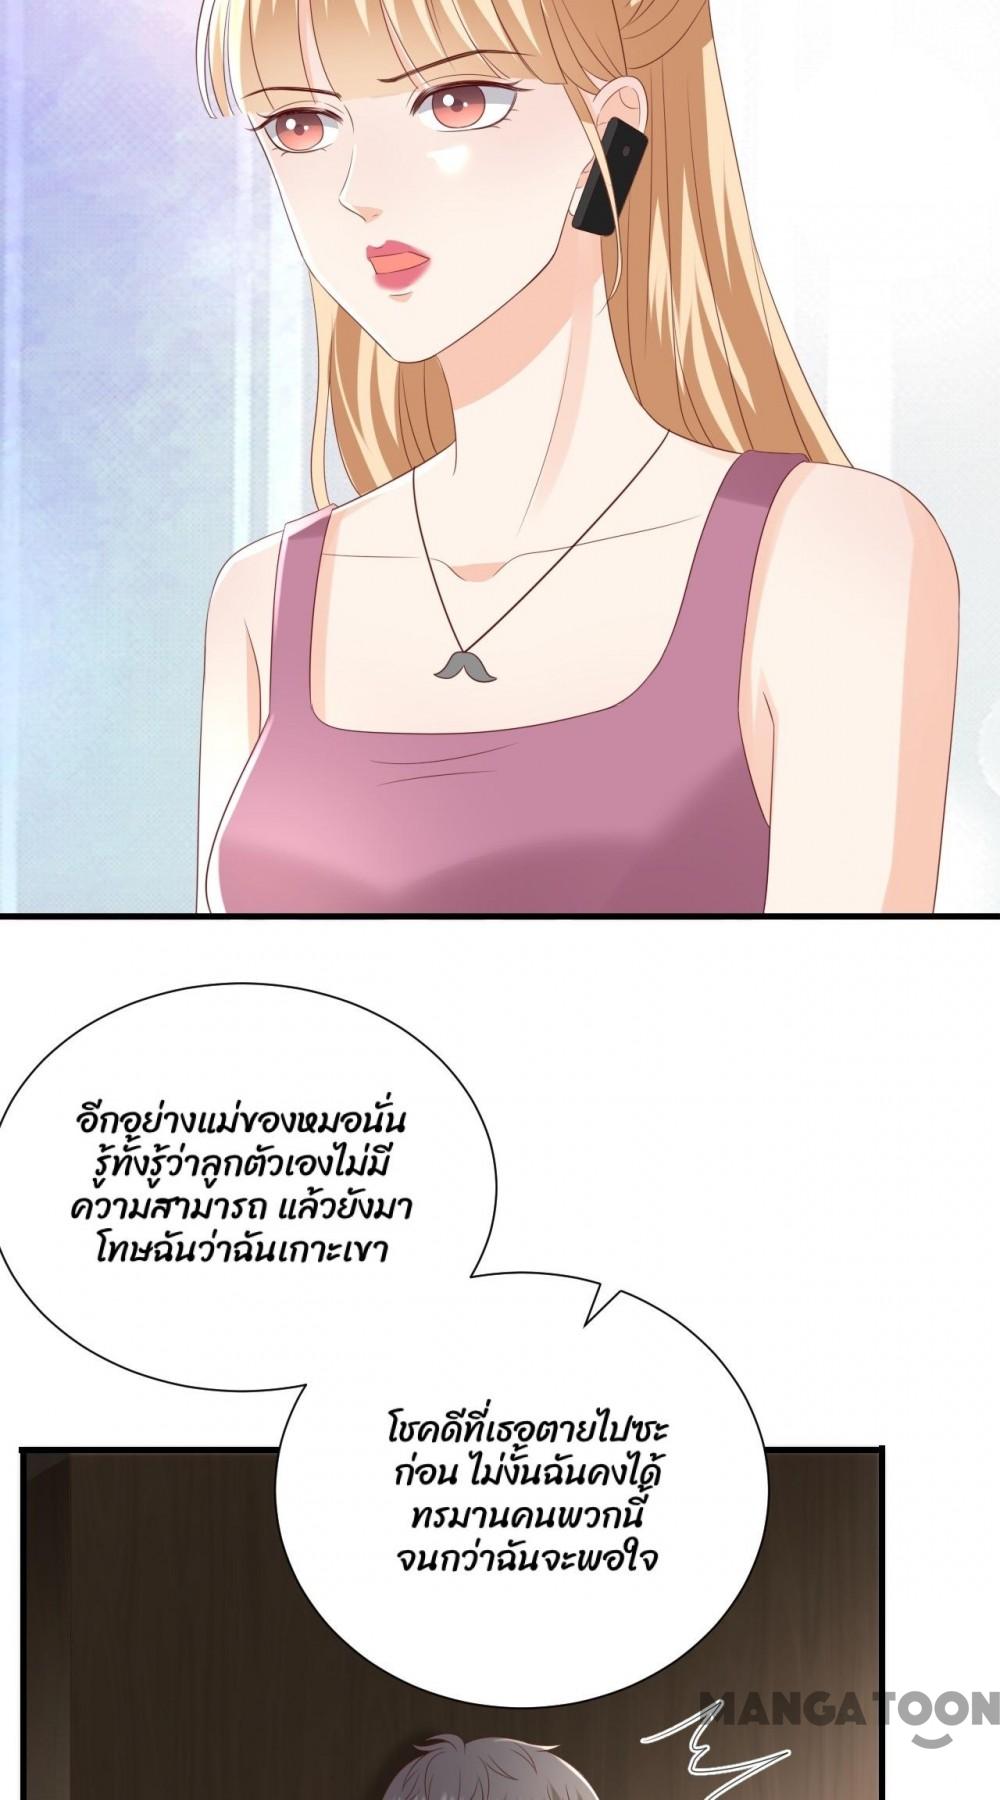 อีกอย่างแม่ของหมอนั่น
รู้ทั้งรู้ว่าลูกตัวเองไม่มี
ความสามารถ แล้วยังมา
โทษฉันว่าฉันเกาะเขา
โชคดีที่เธอตายไปซะ
ก่อน ไม่งั้นฉันคงได้
ทรมานคนพวกนี้
จนกว่าฉันจะพอใจ
MANGATOON